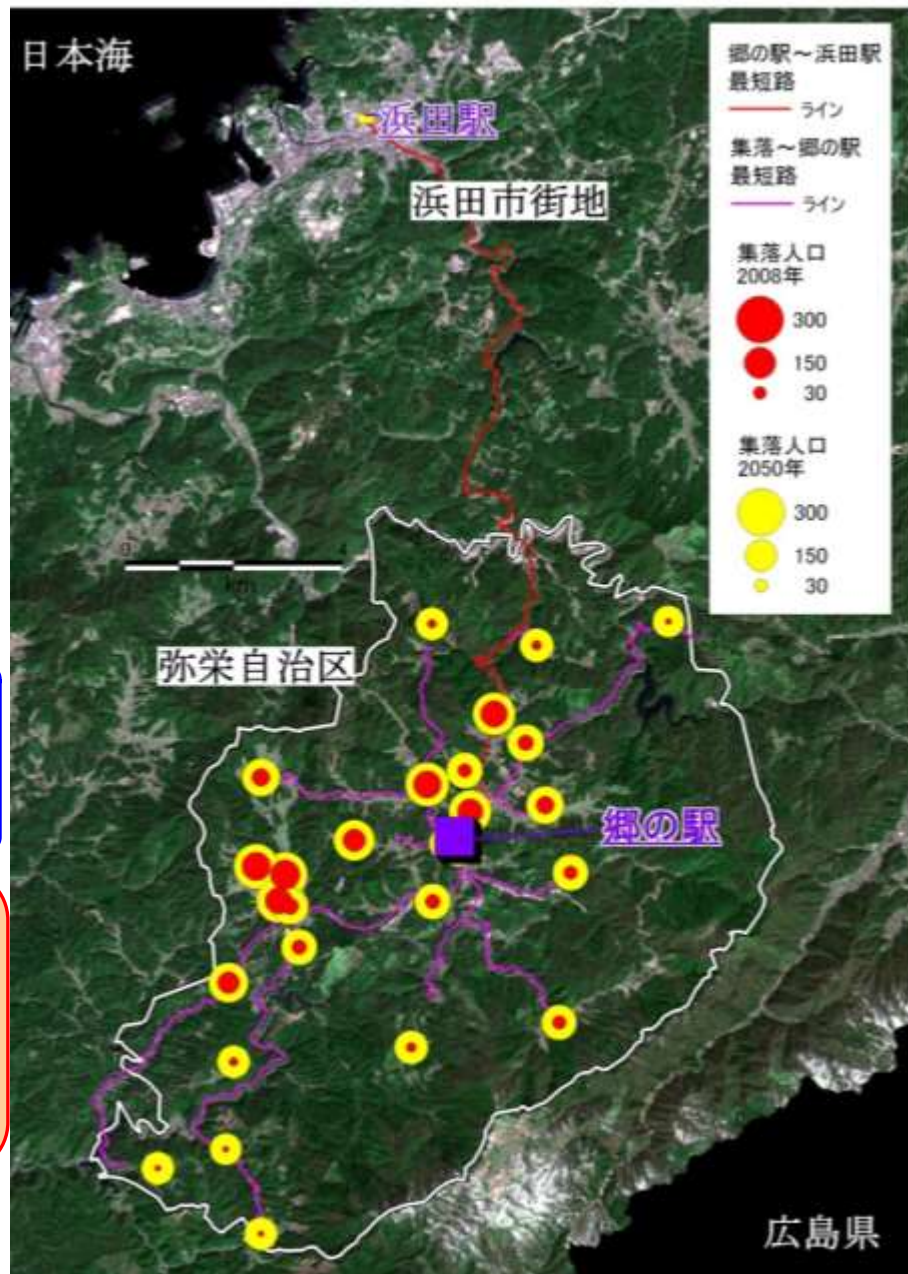 日本海
浜田駅
浜田市街地
弥栄自治区
郷の駅
広島県
郷の駅～浜田駅
最短路
ライン
集落～郷の駅
最短路
ライン
集落人口
2008年
300
150
30
集落人口
2050年
300
150
30
0
4
km